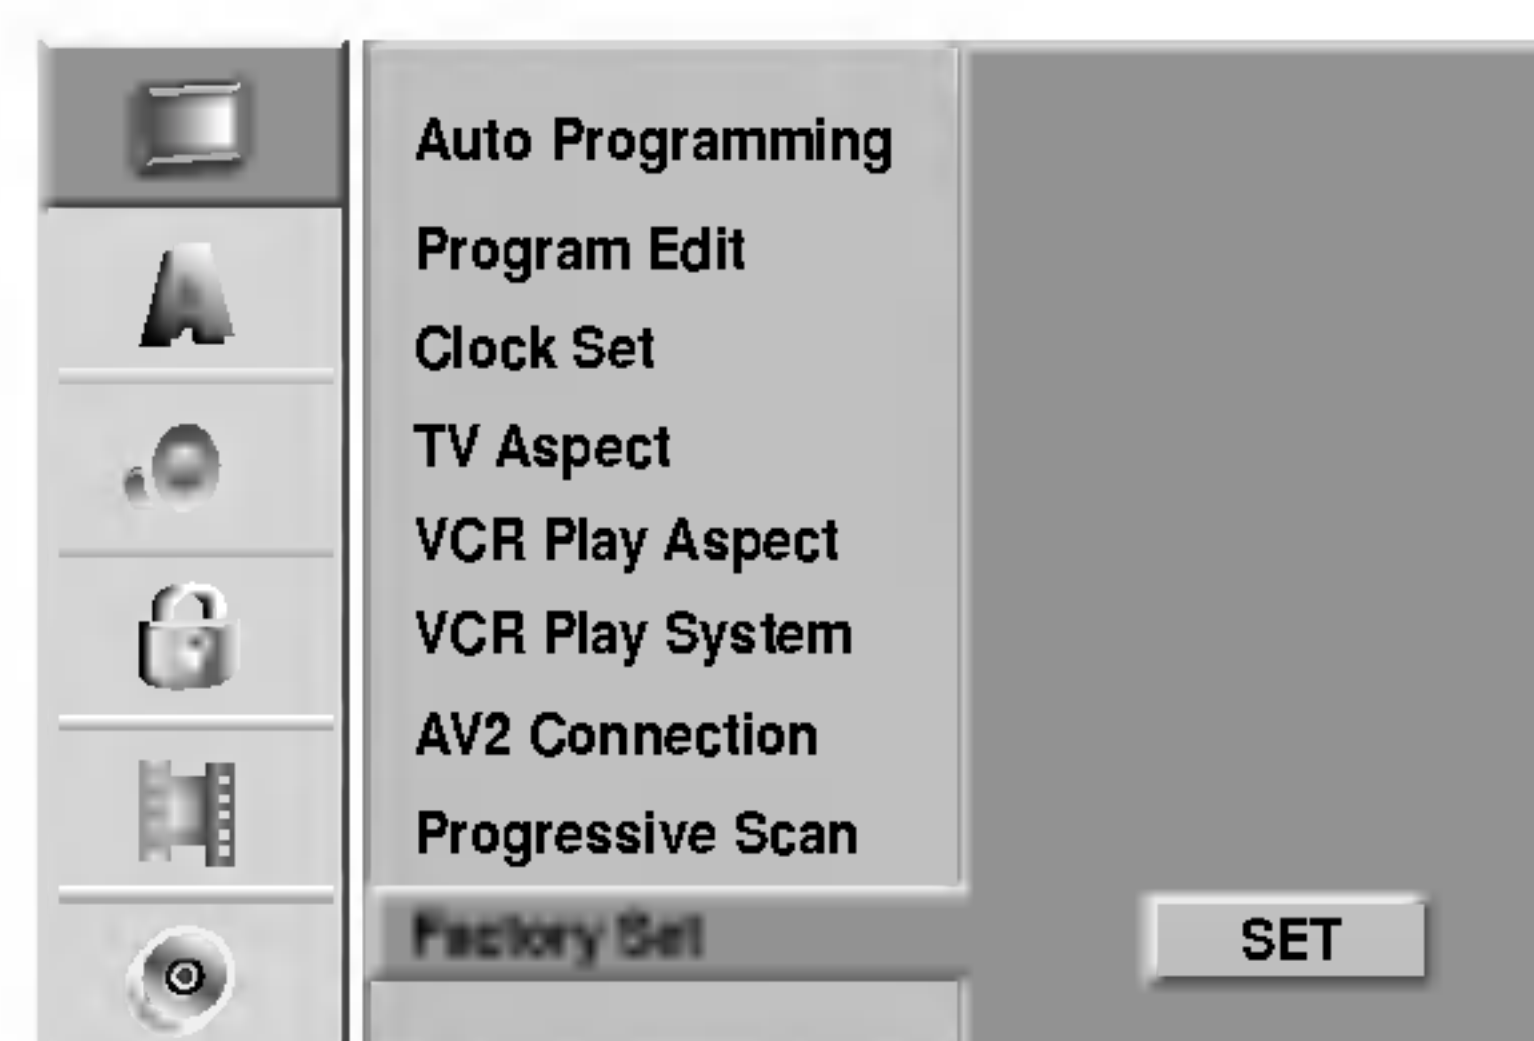 Auto Programming
Program Edit
Clock Set
TV Aspect
VCR Play Aspect
VCR Play System
AV2 Connection
Progressive Scan
Factory Set
SET